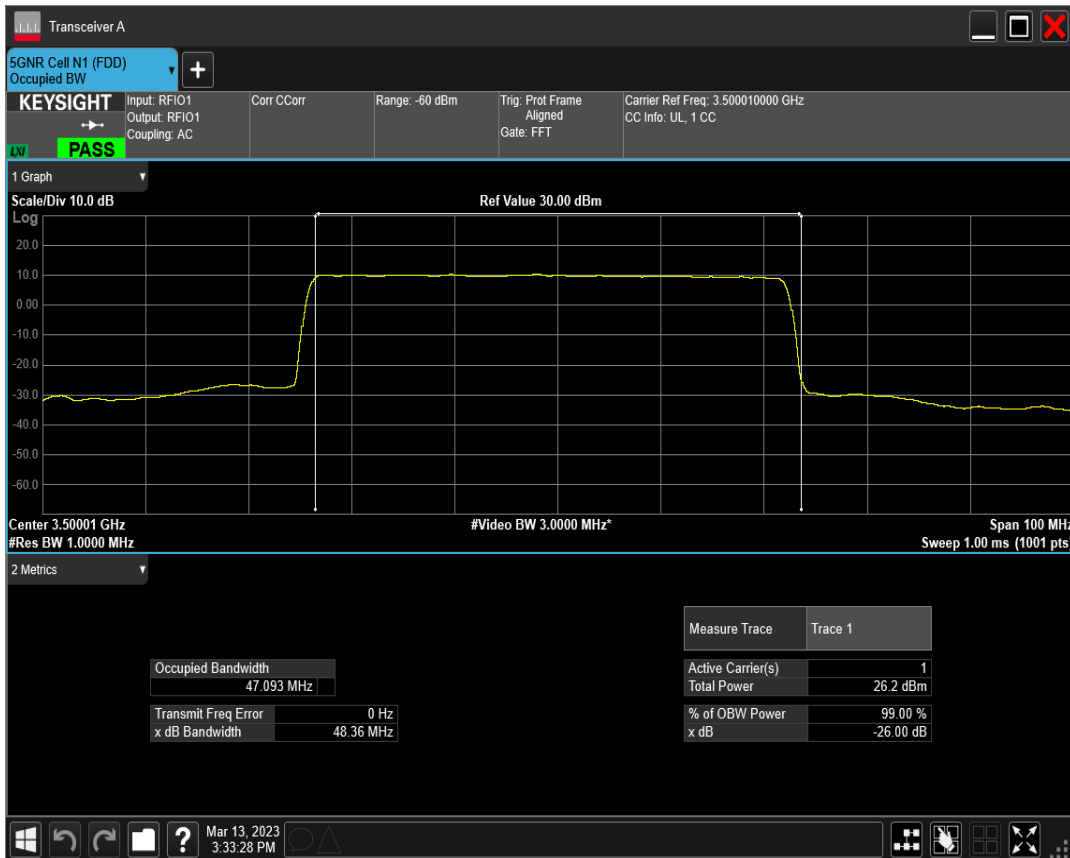 Transceiver A
5GNR Cell N1 (FDD)
Occupied BW
+
KEYSIGHT
LXI
PASS
Input: RFIO1
Output: RFIO1
Coupling: AC
Corr CCorr
Range: -60 dBm
Trig: Prot Frame
Aligned
Gate: FFT
Carrier Ref Freq: 3.500010000 GHz
CC Info: UL, 1 CC
1 Graph
Scale/Div 10.0 dB
Ref Value 30.00 dBm
Log
20.0
10.0
0.00
-10.0
-20.0
-30.0
-40.0
-50.0
-60.0
Center 3.50001 GHz
#Video BW 3.0000 MHz*
Span 100 MHz
#Res BW 1.0000 MHz
Sweep 1.00 ms (1001 pts)
2 Metrics
Measure Trace Trace 1
Occupied Bandwidth
47.093 MHz
Active Carrier(s) 1
Total Power 26.2 dBm
Transmit Freq Error 0 Hz
x dB Bandwidth 48.36 MHz
% of OBW Power 99.00 %
x dB -26.00 dB
?
Mar 13, 2023
3:33:28 PM